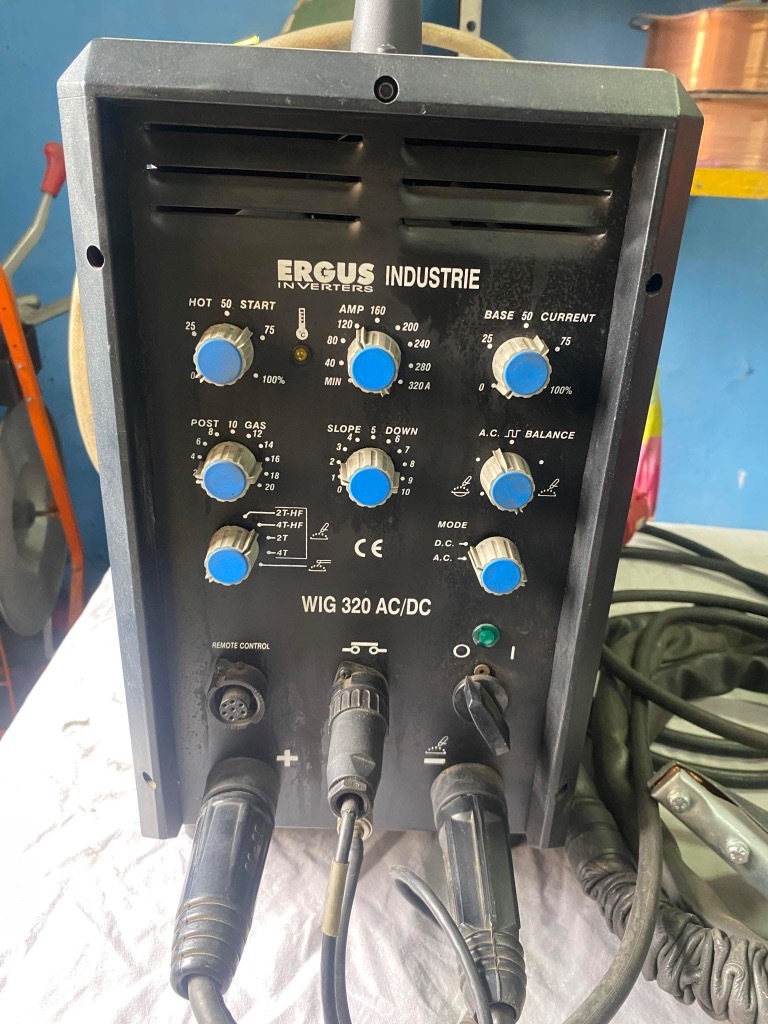 ERGUS INDUSTRIE
INVERTERS
HOT 50 START
25 75
0 100%
°C
AMP 160
120 200
80 240
40 280
MIN 320 A
BASE 50 CURRENT
25 75
0 100%
POST 10 GAS
8 12
6 14
4 16
2 18
20
SLOPE 5 DOWN
4 6
3 7
2 8
1 9
0 10
A.C. BALANCE
2T-HF
4T-HF
2T
4T
CE
MODE
D.C.
A.C.
WIG 320 AC/DC
REMOTE CONTROL
O I
+